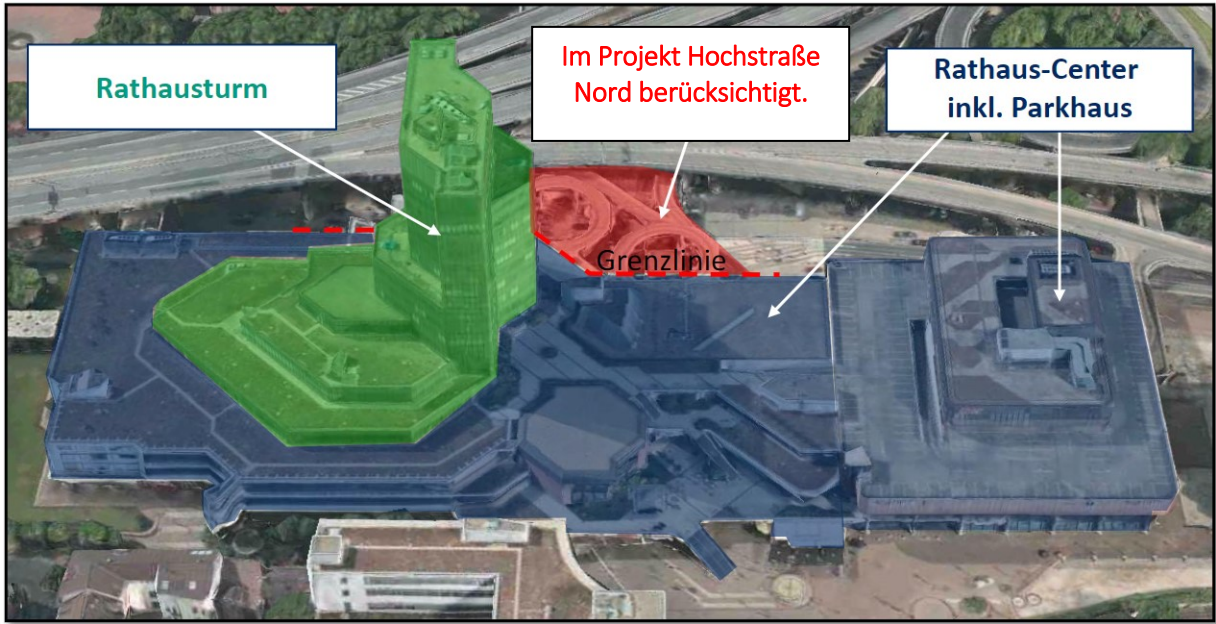 Rathausturm
Im Projekt Hochstraße
Nord berücksichtigt.
Rathaus-Center
inkl. Parkhaus
Grenzlinie